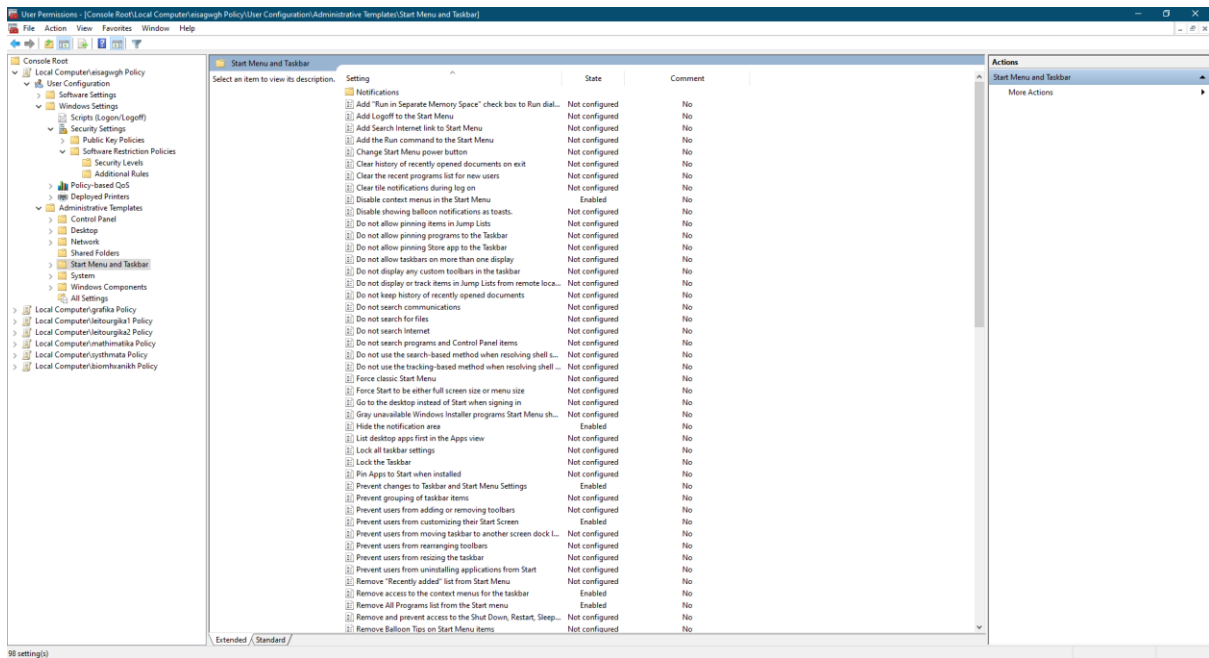 User Permissions - [Console Root\Local Computer\eisagwgh Policy\User Configuration\Administrative Templates\Start Menu and Taskbar]
File Action View Favorites Window Help
Console Root
Local Computer\eisagwgh Policy
User Configuration
Software Settings
Windows Settings
Scripts (Logon/Logoff)
Security Settings
Public Key Policies
Software Restriction Policies
Security Levels
Additional Rules
Policy-based QoS
Deployed Printers
Administrative Templates
Control Panel
Desktop
Network
Shared Folders
Start Menu and Taskbar
System
Windows Components
All Settings
Local Computer\grafika Policy
Local Computer\leitourgika1 Policy
Local Computer\leitourgika2 Policy
Local Computer\mathimatika Policy
Local Computer\systhmata Policy
Local Computer\biomhxanikh Policy
Start Menu and Taskbar
Select an item to view its description.
Setting State Comment
Notifications
Add "Run in Separate Memory Space" check box to Run dial... Not configured No
Add Logoff to the Start Menu Not configured No
Add Search Internet link to Start Menu Not configured No
Add the Run command to the Start Menu Not configured No
Change Start Menu power button Not configured No
Clear history of recently opened documents on exit Not configured No
Clear the recent programs list for new users Not configured No
Clear tile notifications during log on Not configured No
Disable context menus in the Start Menu Enabled No
Disable showing balloon notifications as toasts. Not configured No
Do not allow pinning items in Jump Lists Not configured No
Do not allow pinning programs to the Taskbar Not configured No
Do not allow pinning Store app to the Taskbar Not configured No
Do not allow taskbars on more than one display Not configured No
Do not display any custom toolbars in the taskbar Not configured No
Do not display or track items in Jump Lists from remote loca... Not configured No
Do not keep history of recently opened documents Not configured No
Do not search communications Not configured No
Do not search for files Not configured No
Do not search Internet Not configured No
Do not search programs and Control Panel items Not configured No
Do not use the search-based method when resolving shell s... Not configured No
Do not use the tracking-based method when resolving shell ... Not configured No
Force classic Start Menu Not configured No
Force Start to be either full screen size or menu size Not configured No
Go to the desktop instead of Start when signing in Not configured No
Gray unavailable Windows Installer programs Start Menu sh... Not configured No
Hide the notification area Enabled No
List desktop apps first in the Apps view Not configured No
Lock all taskbar settings Not configured No
Lock the Taskbar Not configured No
Pin Apps to Start when installed Not configured No
Prevent changes to Taskbar and Start Menu Settings Enabled No
Prevent grouping of taskbar items Not configured No
Prevent users from adding or removing toolbars Not configured No
Prevent users from customizing their Start Screen Enabled No
Prevent users from moving taskbar to another screen dock l... Not configured No
Prevent users from rearranging toolbars Not configured No
Prevent users from resizing the taskbar Not configured No
Prevent users from uninstalling applications from Start Not configured No
Remove "Recently added" list from Start Menu Not configured No
Remove access to the context menus for the taskbar Enabled No
Remove All Programs list from the Start menu Enabled No
Remove and prevent access to the Shut Down, Restart, Sleep... Not configured No
Remove Balloon Tips on Start Menu items Not configured No
Extended Standard
Actions
Start Menu and Taskbar
More Actions
98 setting(s)